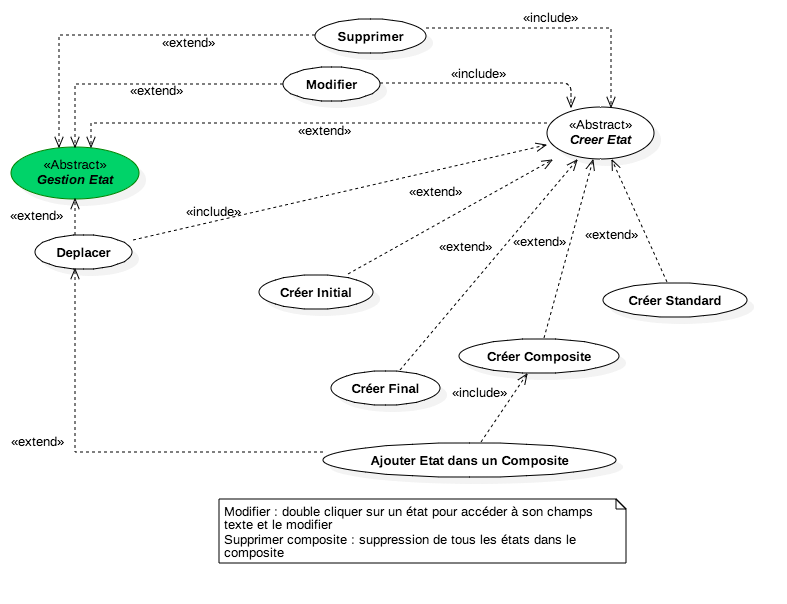 «include»
Supprimer
«extend»
Modifier
«include»
«extend»
«Abstract»
Creer Etat
«extend»
«Abstract»
Gestion Etat
«extend»
«extend»
«include»
«extend»
«extend»
«extend»
Deplacer
Créer Initial
Créer Standard
Créer Composite
Créer Final
«include»
«extend»
Ajouter Etat dans un Composite
Modifier : double cliquer sur un état pour accéder à son champs
texte et le modifier
Supprimer composite : suppression de tous les états dans le
composite